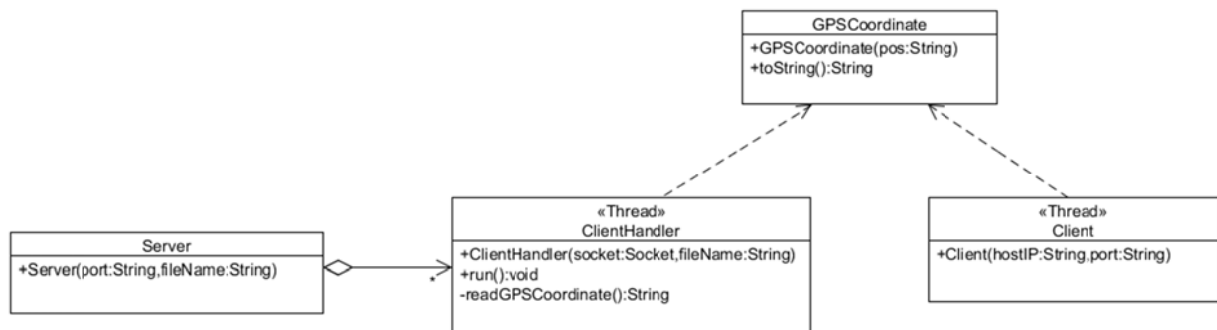 GPSCoordinate
+GPSCoordinate(pos:String)
+toString():String
«Thread»
ClientHandler
+ClientHandler(socket:Socket,fileName:String)
+run():void
-readGPSCoordinate():String
«Thread»
Client
+Client(hostIP:String,port:String)
Server
+Server(port:String,fileName:String)
*